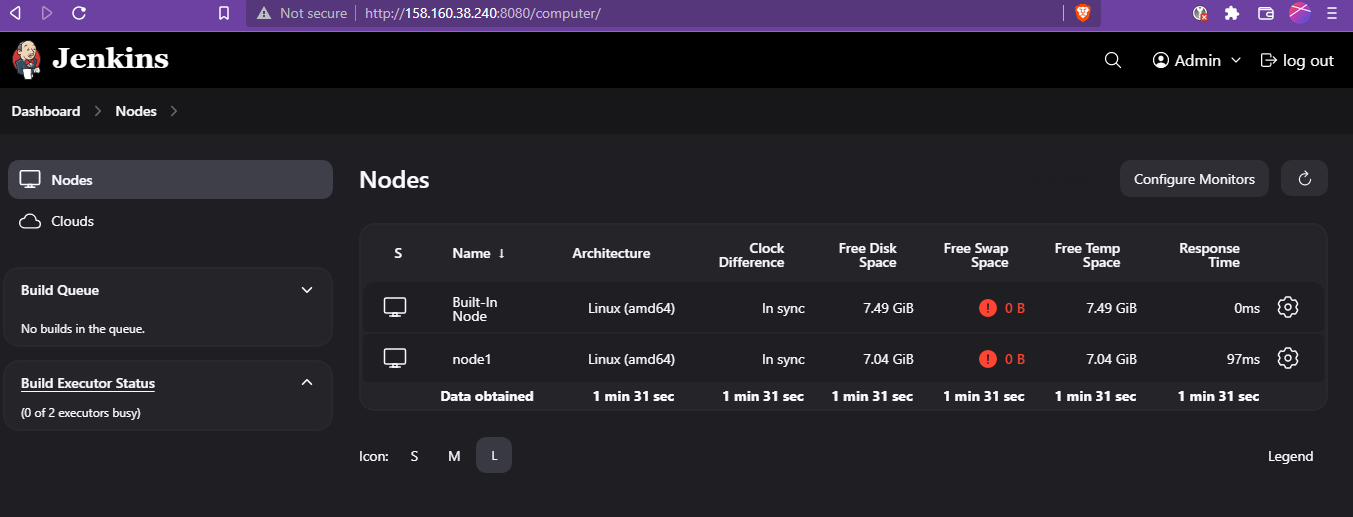 Not secure http://158.160.38.240:8080/computer/
Jenkins
Admin
log out
Dashboard
Nodes
Nodes
Clouds
Build Queue
No builds in the queue.
Build Executor Status
(0 of 2 executors busy)
Nodes
Configure Monitors
S Name ↓ Architecture Clock Difference Free Disk Space Free Swap Space Free Temp Space Response Time
Built-In Node Linux (amd64) In sync 7.49 GiB 0 B 7.49 GiB 0ms
node1 Linux (amd64) In sync 7.04 GiB 0 B 7.04 GiB 97ms
Data obtained 1 min 31 sec 1 min 31 sec 1 min 31 sec 1 min 31 sec 1 min 31 sec 1 min 31 sec
Icon: S M L
Legend